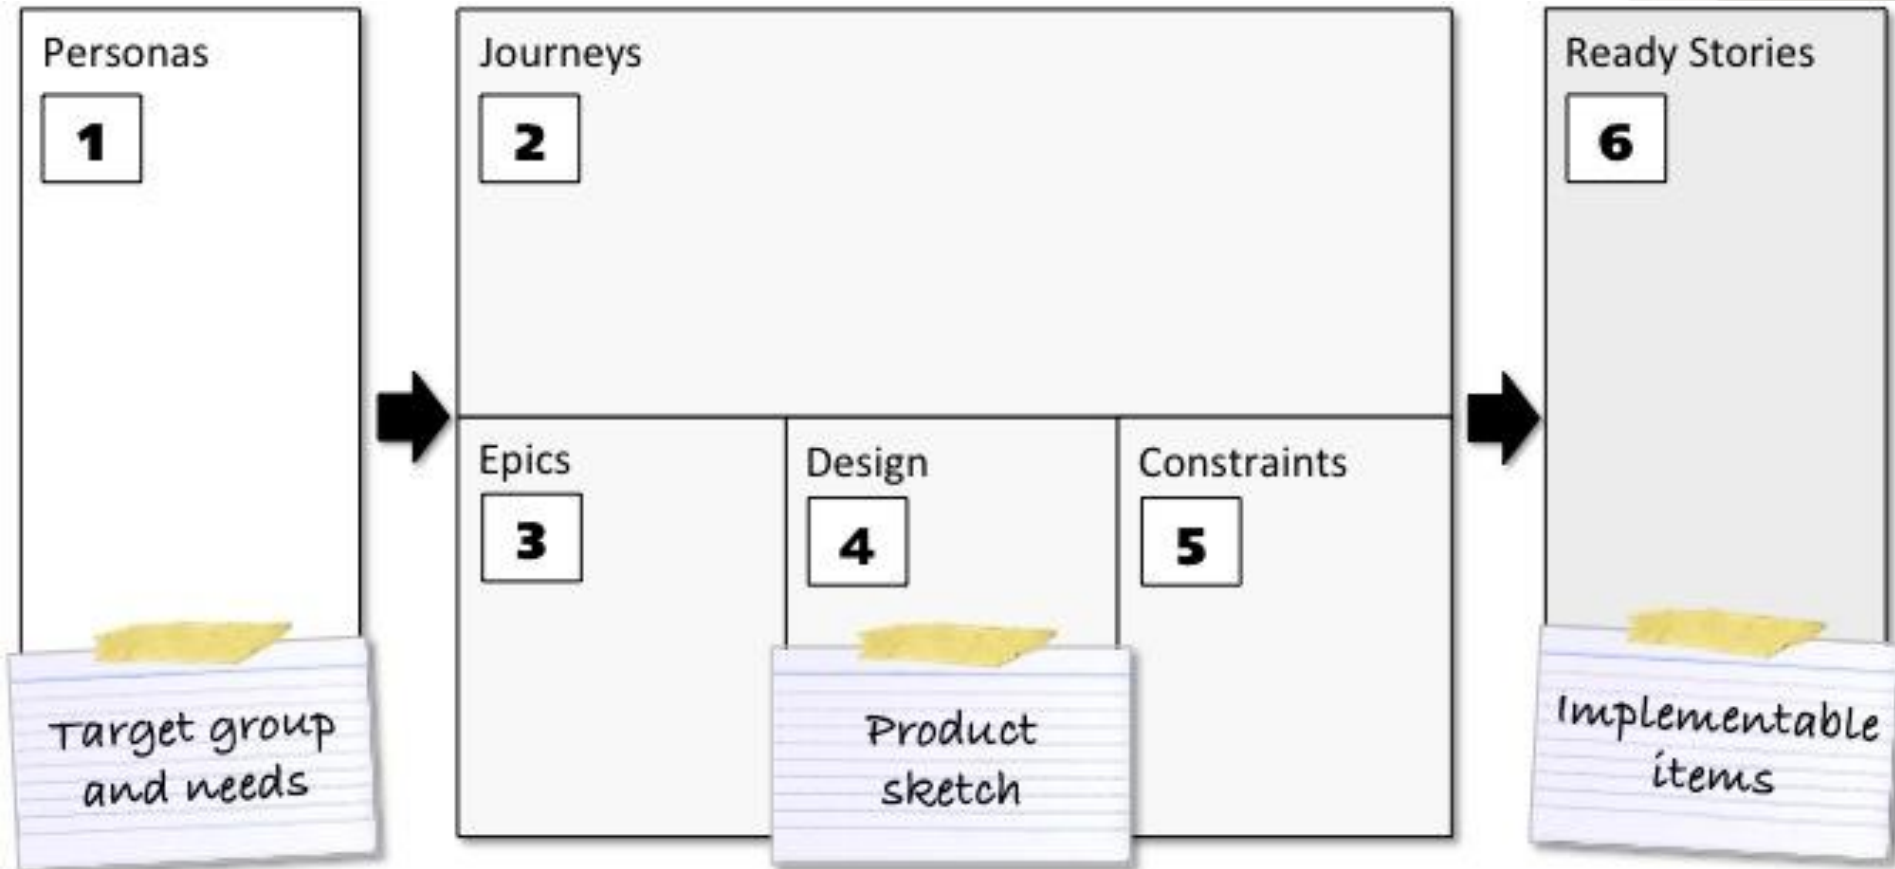 Personas
1
Journeys
2
Ready Stories
6
Epics
3
Design
4
Constraints
5
Target group
and needs
Product
sketch
Implementable
items